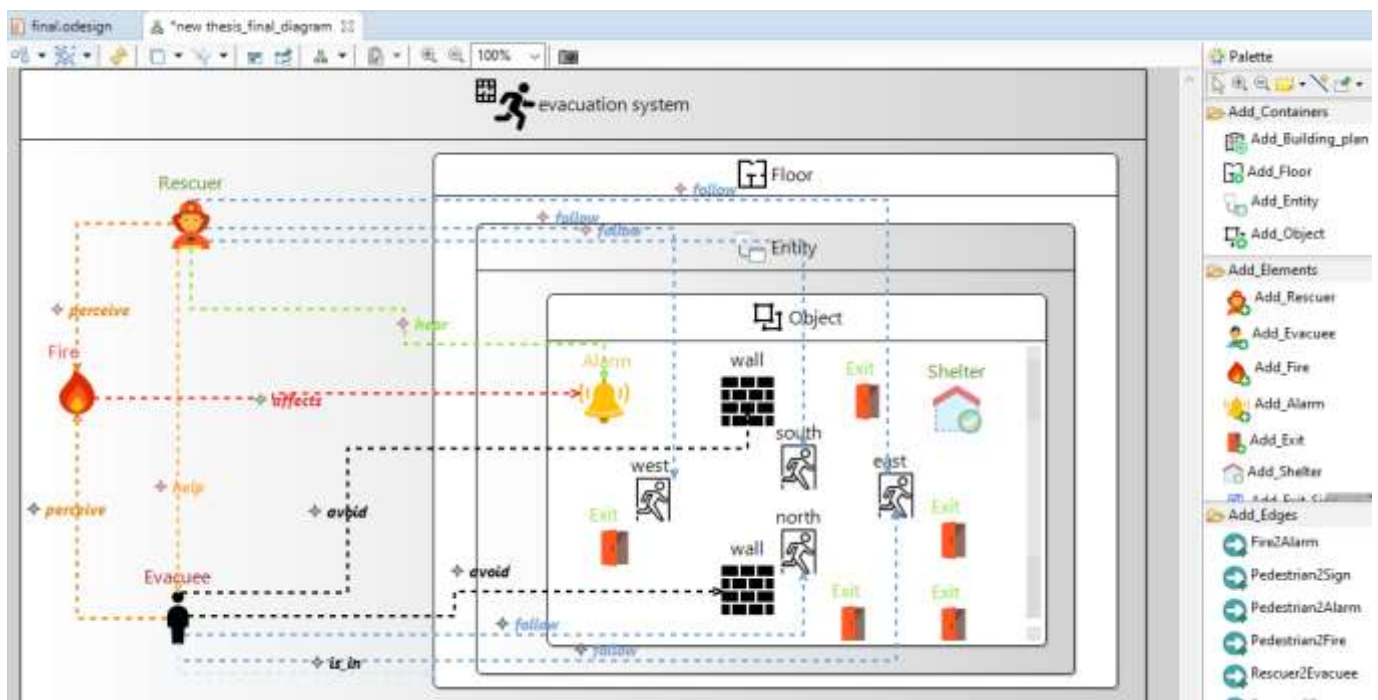 final.odesign
*new thesis_final_diagram
100%
Palette
evacuation system
Add_Containers
Add_Building_plan
Add_Floor
Add_Entity
Add_Object
Add_Elements
Add_Rescuer
Add_Evacuee
Add_Fire
Add_Alarm
Add_Exit
Add_Shelter
Add_Edges
Fire2Alarm
Pedestrian2Sign
Pedestrian2Alarm
Pedestrian2Fire
Rescuer2Evacuee
Floor
Rescuer
follow
follow
follow
Entity
perceive
hear
Object
Fire
Alarm
wall
Exit
Shelter
affects
south
west
east
help
perceive
avoid
Exit
north
Exit
wall
Evacuee
avoid
Exit
Exit
follow
follow
is_in